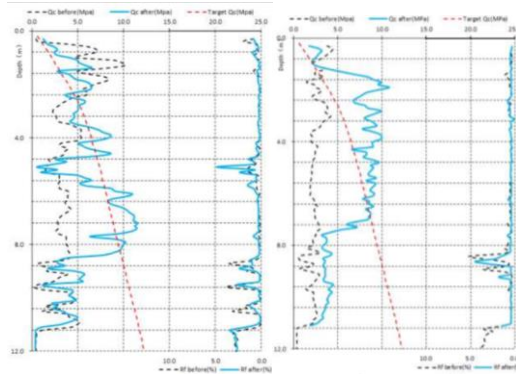 Qc before(Mpa) Qc after(Mpa) Target Qc(Mpa)
0.0 5.0 10.0 15.0 20.0 25.0
0.0
Depth (m)
4.0
8.0
12.0
15.0 10.0 5.0 0.0
Rf before(%) Rf after(%)
Qc before(Mpa) Qc after(MPa) Target Qc(MPa)
0.0 5.0 10.0 15.0 20.0 25.0
0.0
Depth (m)
4.0
8.0
12.0
10.0 5.0 0.0
Rf before(%) Rf after(%)